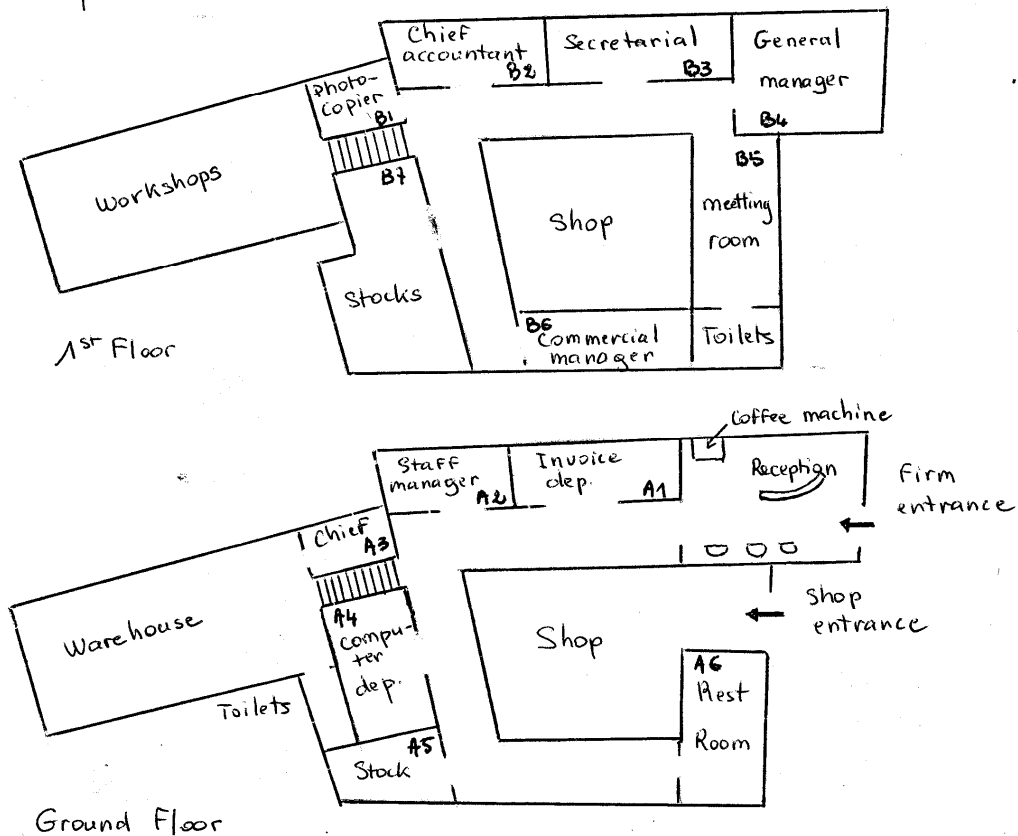 Chief
accountant
B2
Secretarial
B3
General
manager
B4
Photo-
Copier
B1
B5
B7
Workshops
Shop
meetting
room
Stocks
B6
Commercial
manager
Toilets
1st Floor
Coffee machine
Staff
manager
A2
Invoice
dep.
A1
Reception
Firm
entrance
Chief
A3
A4
Compu-
ter
dep.
Warehouse
Shop
Shop
entrance
A6
Rest
Room
Toilets
A5
Stock
Ground Floor